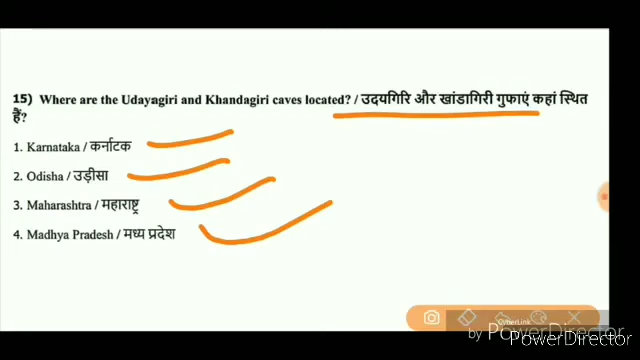 15) Where are the Udayagiri and Khandagiri caves located? / उदयगिरि और खांडागिरी गुफाएं कहां स्थित
हैं?
1. Karnataka / कर्नाटक
2. Odisha / उड़ीसा
3. Maharashtra / महाराष्ट्र
4. Madhya Pradesh / मध्य प्रदेश
CyberLink
by PowerDirector
PowerDirector